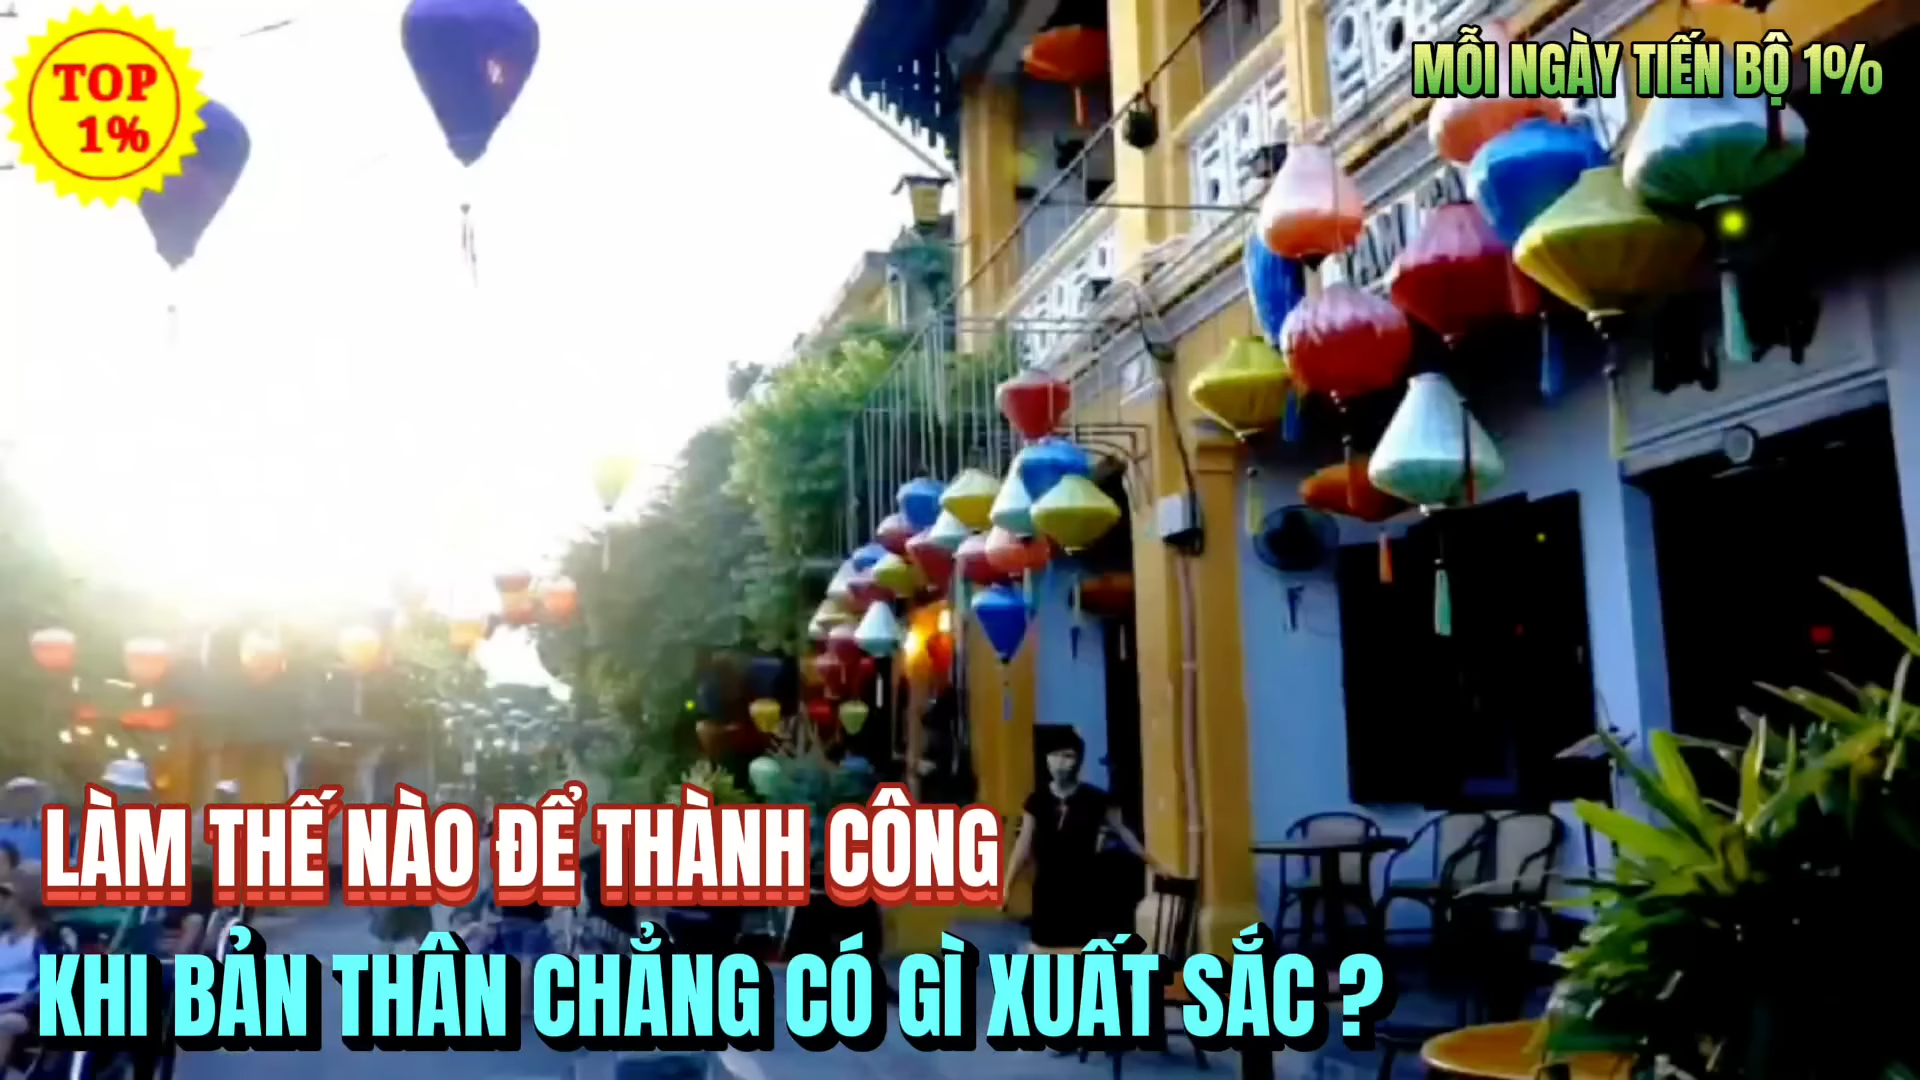 TOP
1%
MỖI NGÀY TIẾN BỘ 1%
LÀM THẾ NÀO ĐỂ THÀNH CÔNG
KHI BẢN THÂN CHẲNG CÓ GÌ XUẤT SẮC ?